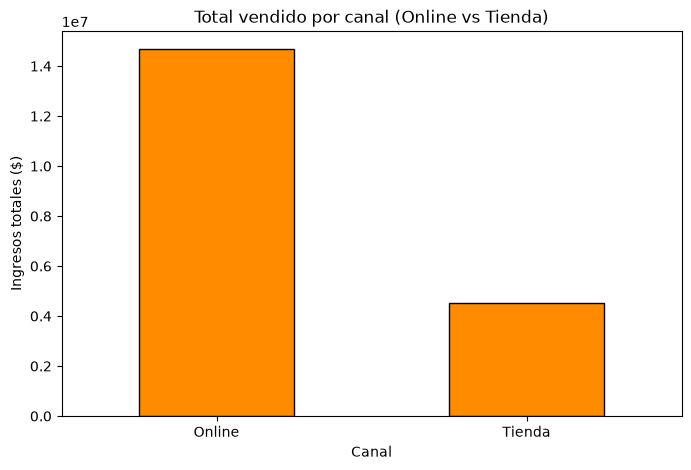 Total vendido por canal (Online vs Tienda)
1e7
1.4
1.2
1.0
0.8
0.6
0.4
0.2
0.0
Ingresos totales ($)
Online
Tienda
Canal